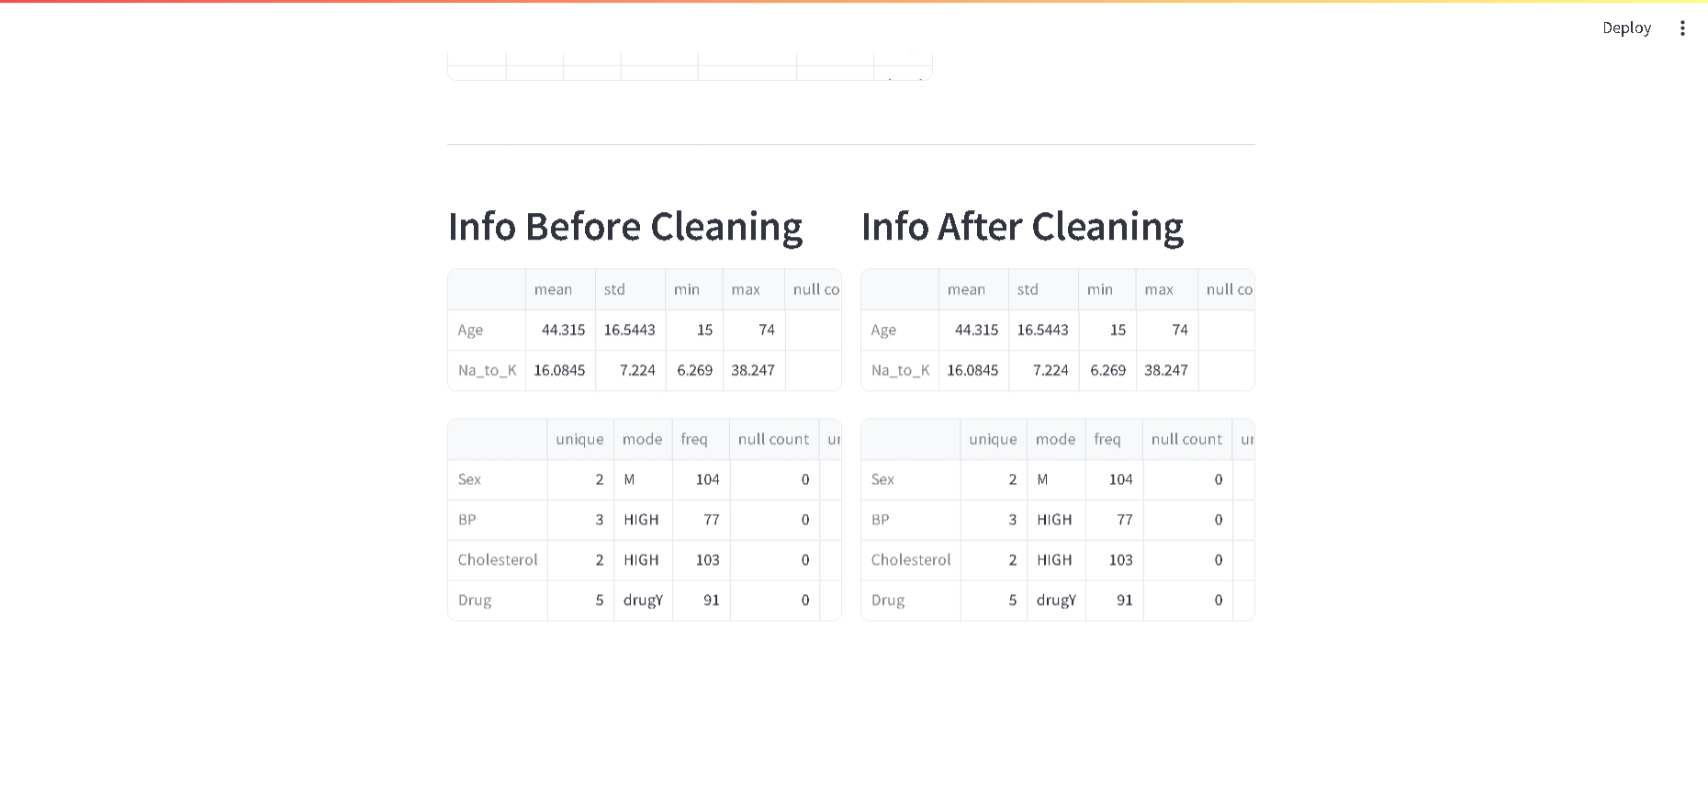 Deploy
Info Before Cleaning
mean std min max null co
Age 44.315 16.5443 15 74
Na_to_K 16.0845 7.224 6.269 38.247
unique mode freq null count
Sex 2 M 104 0
BP 3 HIGH 77 0
Cholesterol 2 HIGH 103 0
Drug 5 drugY 91 0
Info After Cleaning
mean std min max null co
Age 44.315 16.5443 15 74
Na_to_K 16.0845 7.224 6.269 38.247
unique mode freq null count
Sex 2 M 104 0
BP 3 HIGH 77 0
Cholesterol 2 HIGH 103 0
Drug 5 drugY 91 0